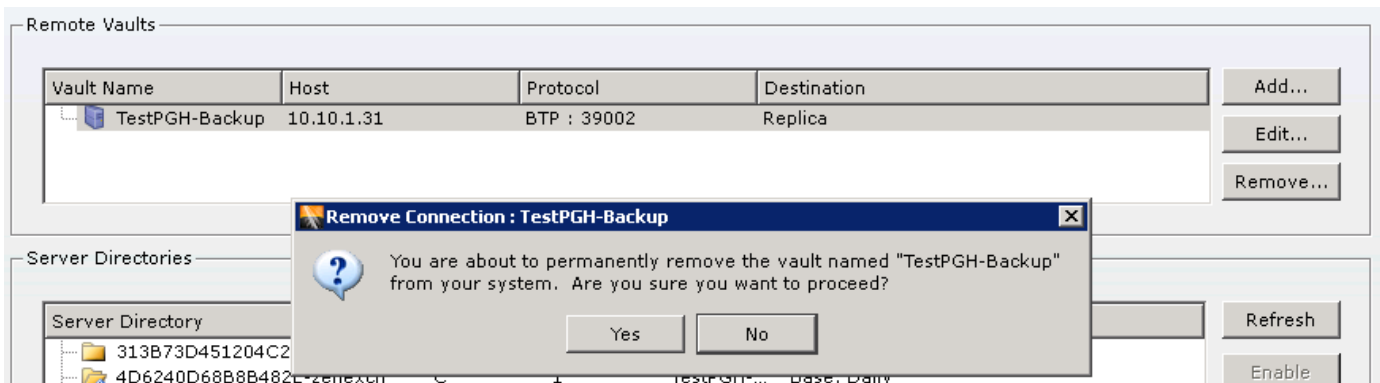 Remote Vaults
Vault Name Host Protocol Destination
TestPGH-Backup 10.10.1.31 BTP : 39002 Replica
Add...
Edit...
Remove...
Remove Connection : TestPGH-Backup
You are about to permanently remove the vault named "TestPGH-Backup"
from your system. Are you sure you want to proceed?
Yes No
Server Directories
Server Directory
313B73D451204C2
Refresh
Enable